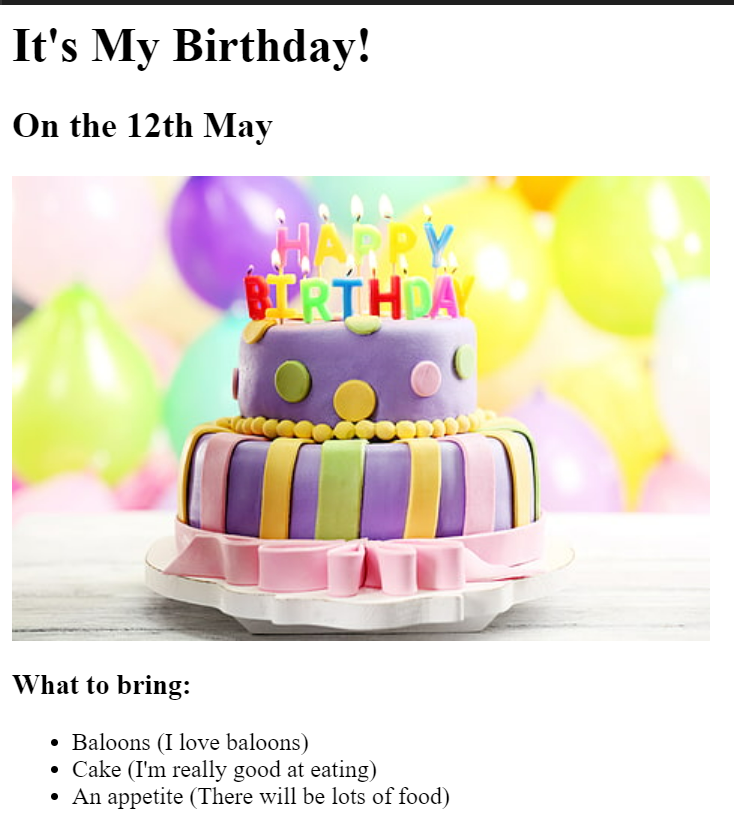 It's My Birthday!
On the 12th May
HAPPY
BIRTHDAY
What to bring:
Baloons (I love baloons)
Cake (I'm really good at eating)
An appetite (There will be lots of food)